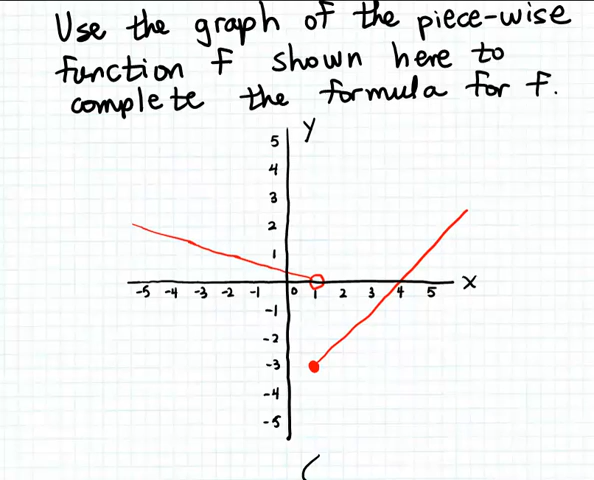 Use the graph of the piece-wise
function f shown here to
complete the formula for f.
y
5
4
3
2
1
-5 -4 -3 -2 -1 0 1 2 3 4 5 x
-1
-2
-3
-4
-5